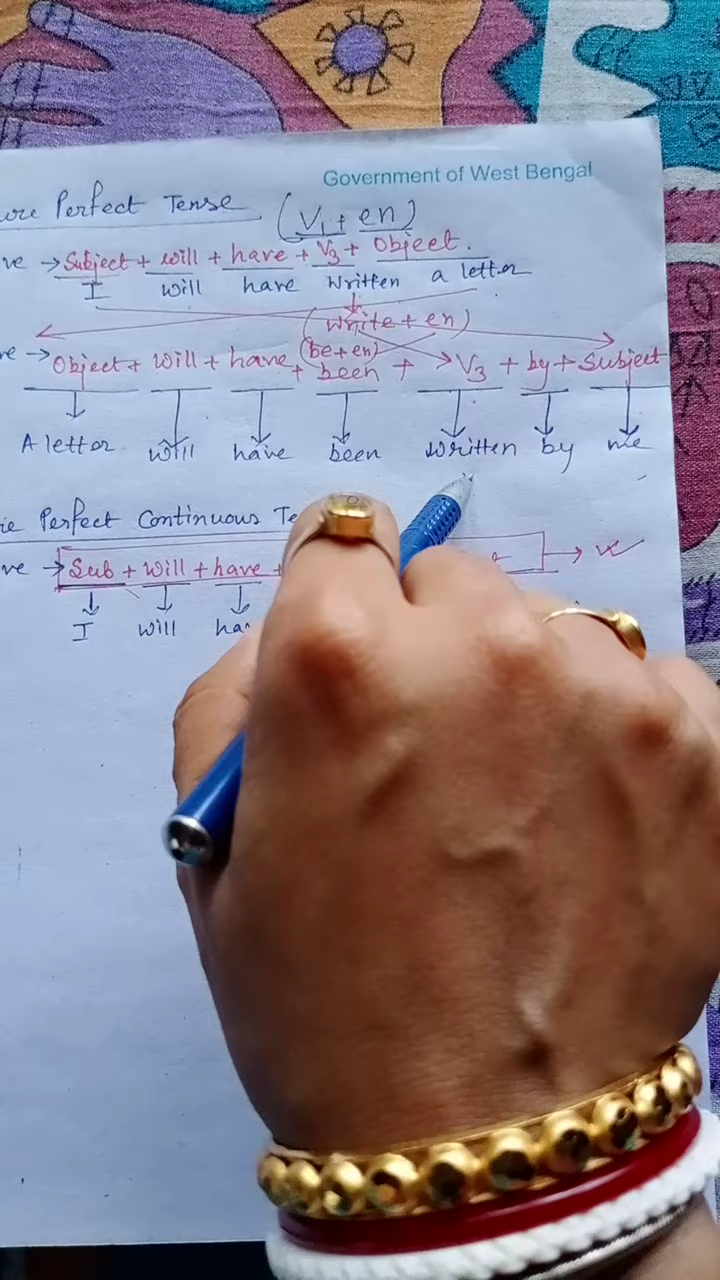 Government of West Bengal
Perfect Tense (V1 + en)
→ Subject + will + have + V3 + Object.
I will have written a letter
(write + en)
→ Object + will + have + (be+en) been + V3 + by + Subject
A letter will have been written by me
Perfect Continuous
→ Sub + will + have +
I will